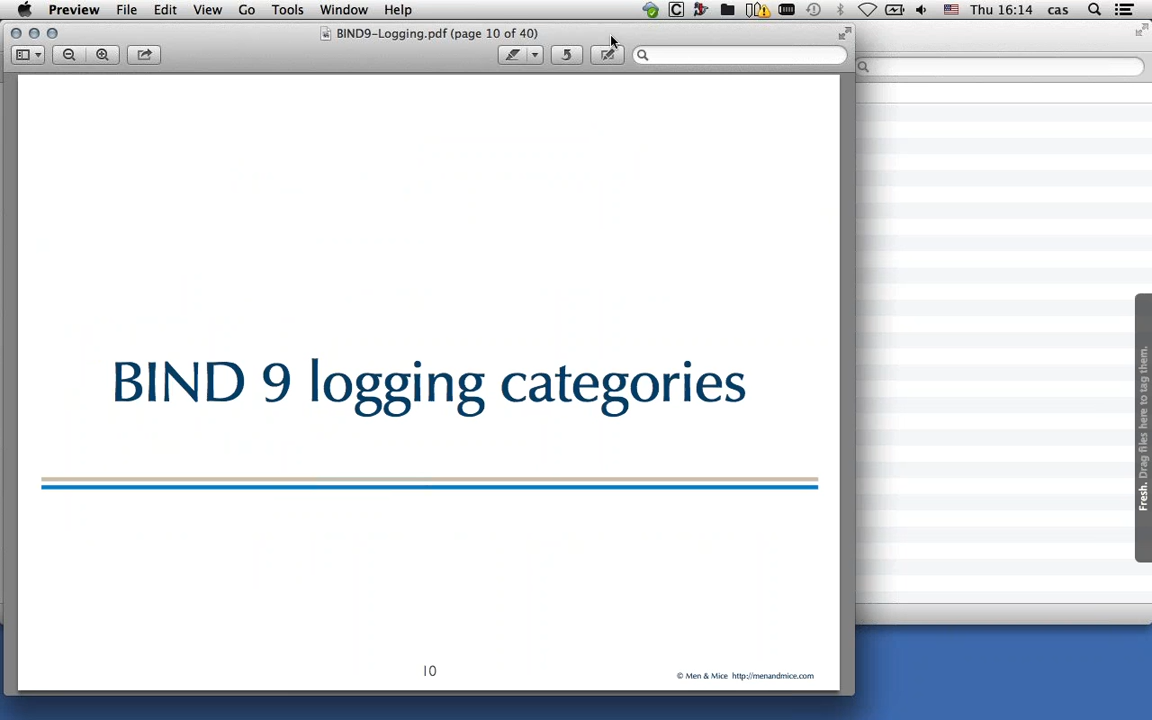 Preview File Edit View Go Tools Window Help Thu 16:14 cas
BIND9-Logging.pdf (page 10 of 40)
BIND 9 logging categories
10
© Men & Mice http://menandmice.com
Fresh. Drag files here to tag them.